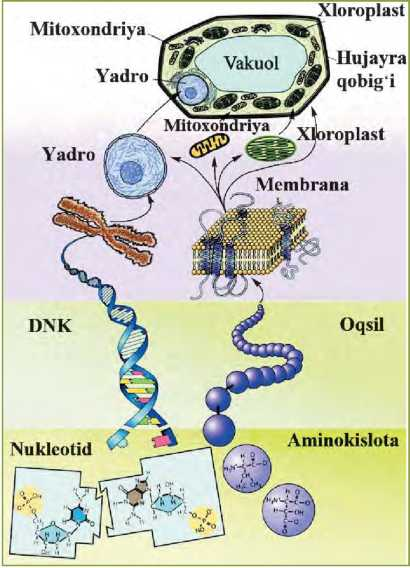 Xloroplast
Mitoxondriya
Vakuol
Hujayra
qobig‘i
Yadro
Mitoxondriya
Xloroplast
Yadro
Membrana
DNK
Oqsil
Nukleotid
Aminokislota